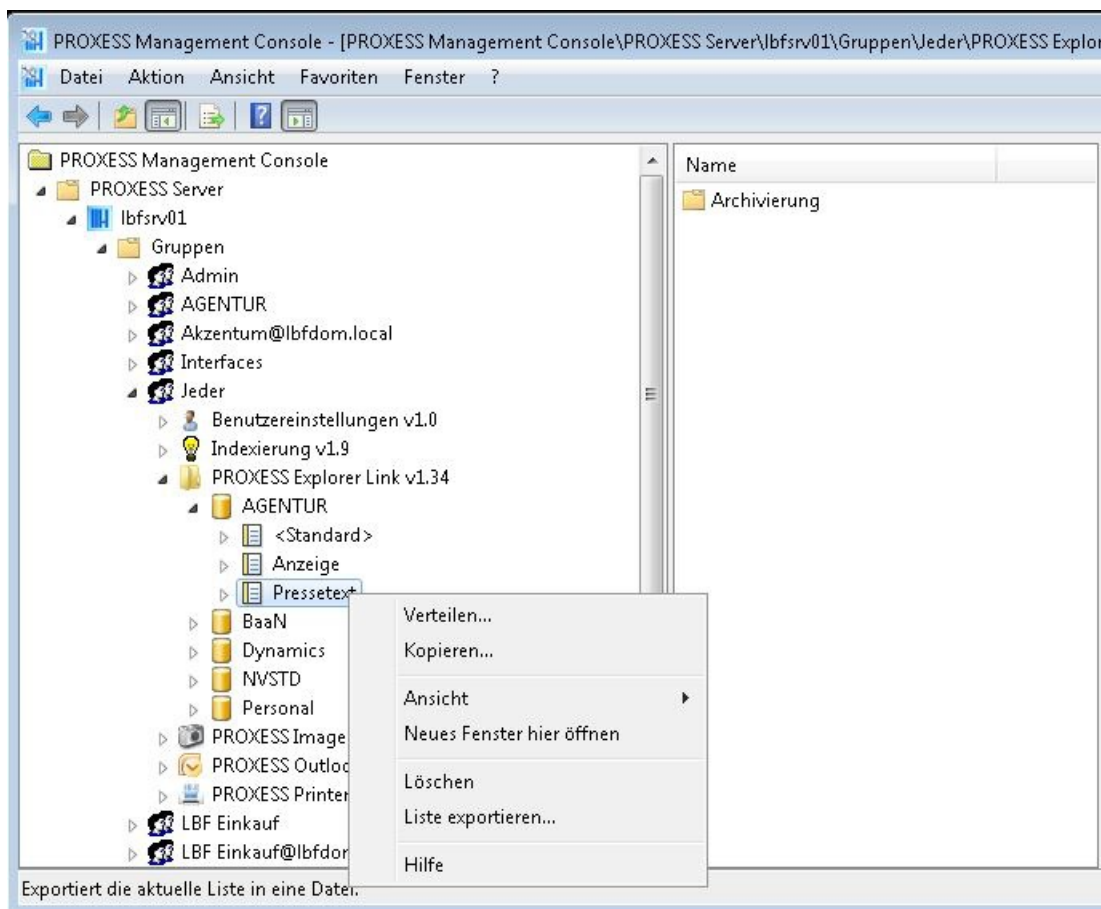 PROXESS Management Console - [PROXESS Management Console\PROXESS Server\lbfsrv01\Gruppen\Jeder\PROXESS Explor
Datei Aktion Ansicht Favoriten Fenster ?
PROXESS Management Console
PROXESS Server
lbfsrv01
Gruppen
Admin
AGENTUR
Akzentum@lbfdom.local
Interfaces
Jeder
Benutzereinstellungen v1.0
Indexierung v1.9
PROXESS Explorer Link v1.34
AGENTUR
<Standard>
Anzeige
Pressetext
BaaN
Dynamics
NVSTD
Personal
PROXESS Image
PROXESS Outloo
PROXESS Printer
LBF Einkauf
LBF Einkauf@lbfdor
Name
Archivierung
Verteilen...
Kopieren...
Ansicht
Neues Fenster hier öffnen
Löschen
Liste exportieren...
Hilfe
Exportiert die aktuelle Liste in eine Datei.